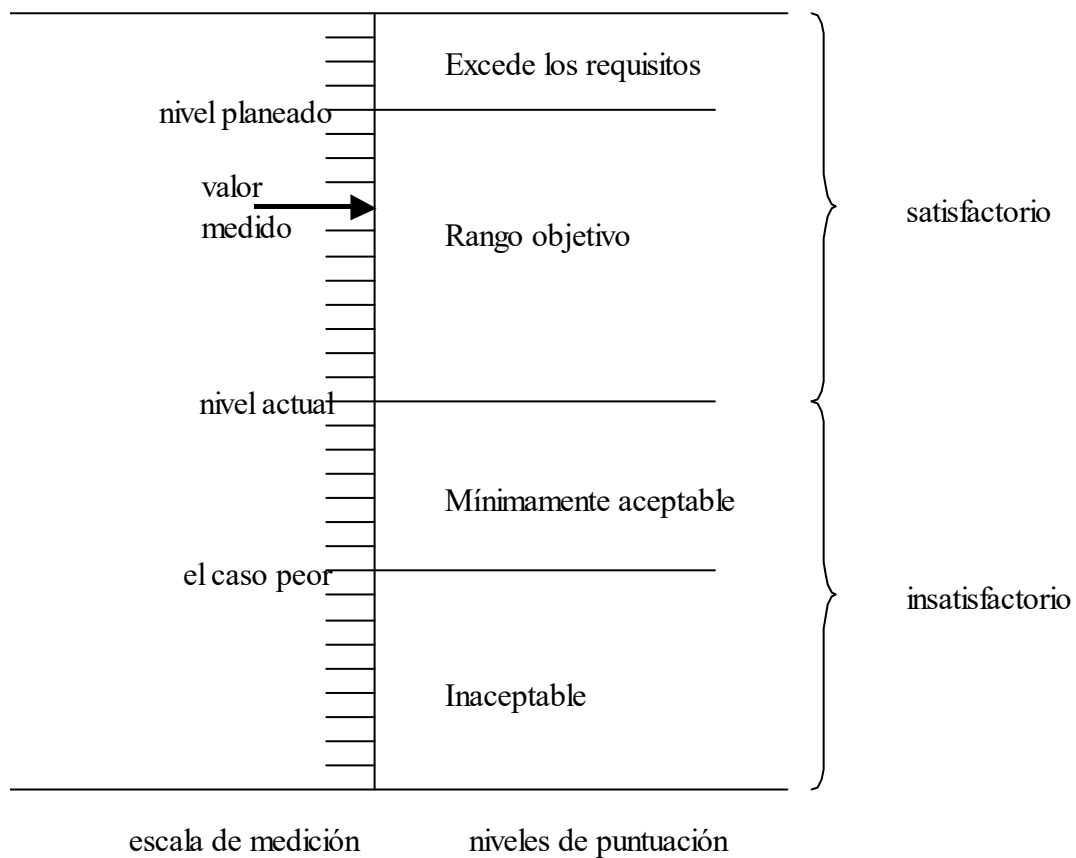 Excede los requisitos
nivel planeado
valor
medido
Rango objetivo
satisfactorio
nivel actual
Mínimamente aceptable
el caso peor
insatisfactorio
Inaceptable
escala de medición
niveles de puntuación